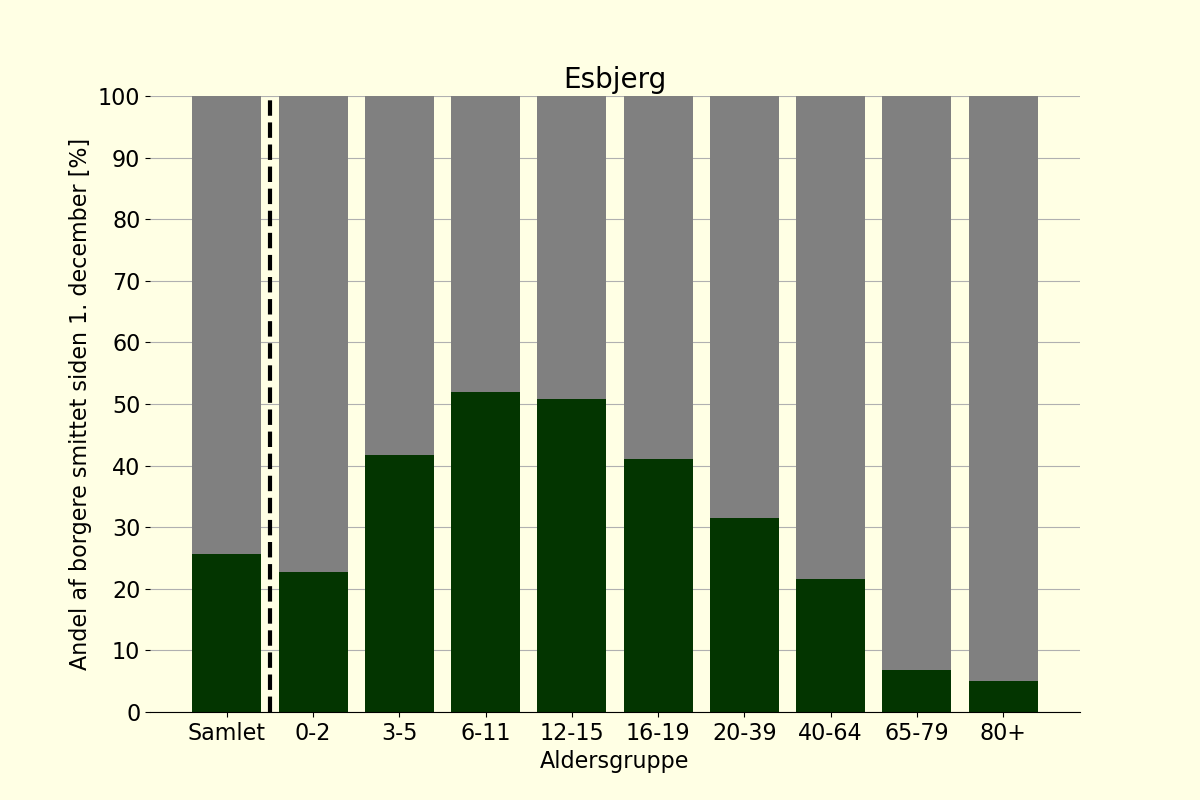 Esbjerg
Andel af borgere smittet siden 1. december [%]
100
90
80
70
60
50
40
30
20
10
0
Samlet 0-2 3-5 6-11 12-15 16-19 20-39 40-64 65-79 80+
Aldersgruppe